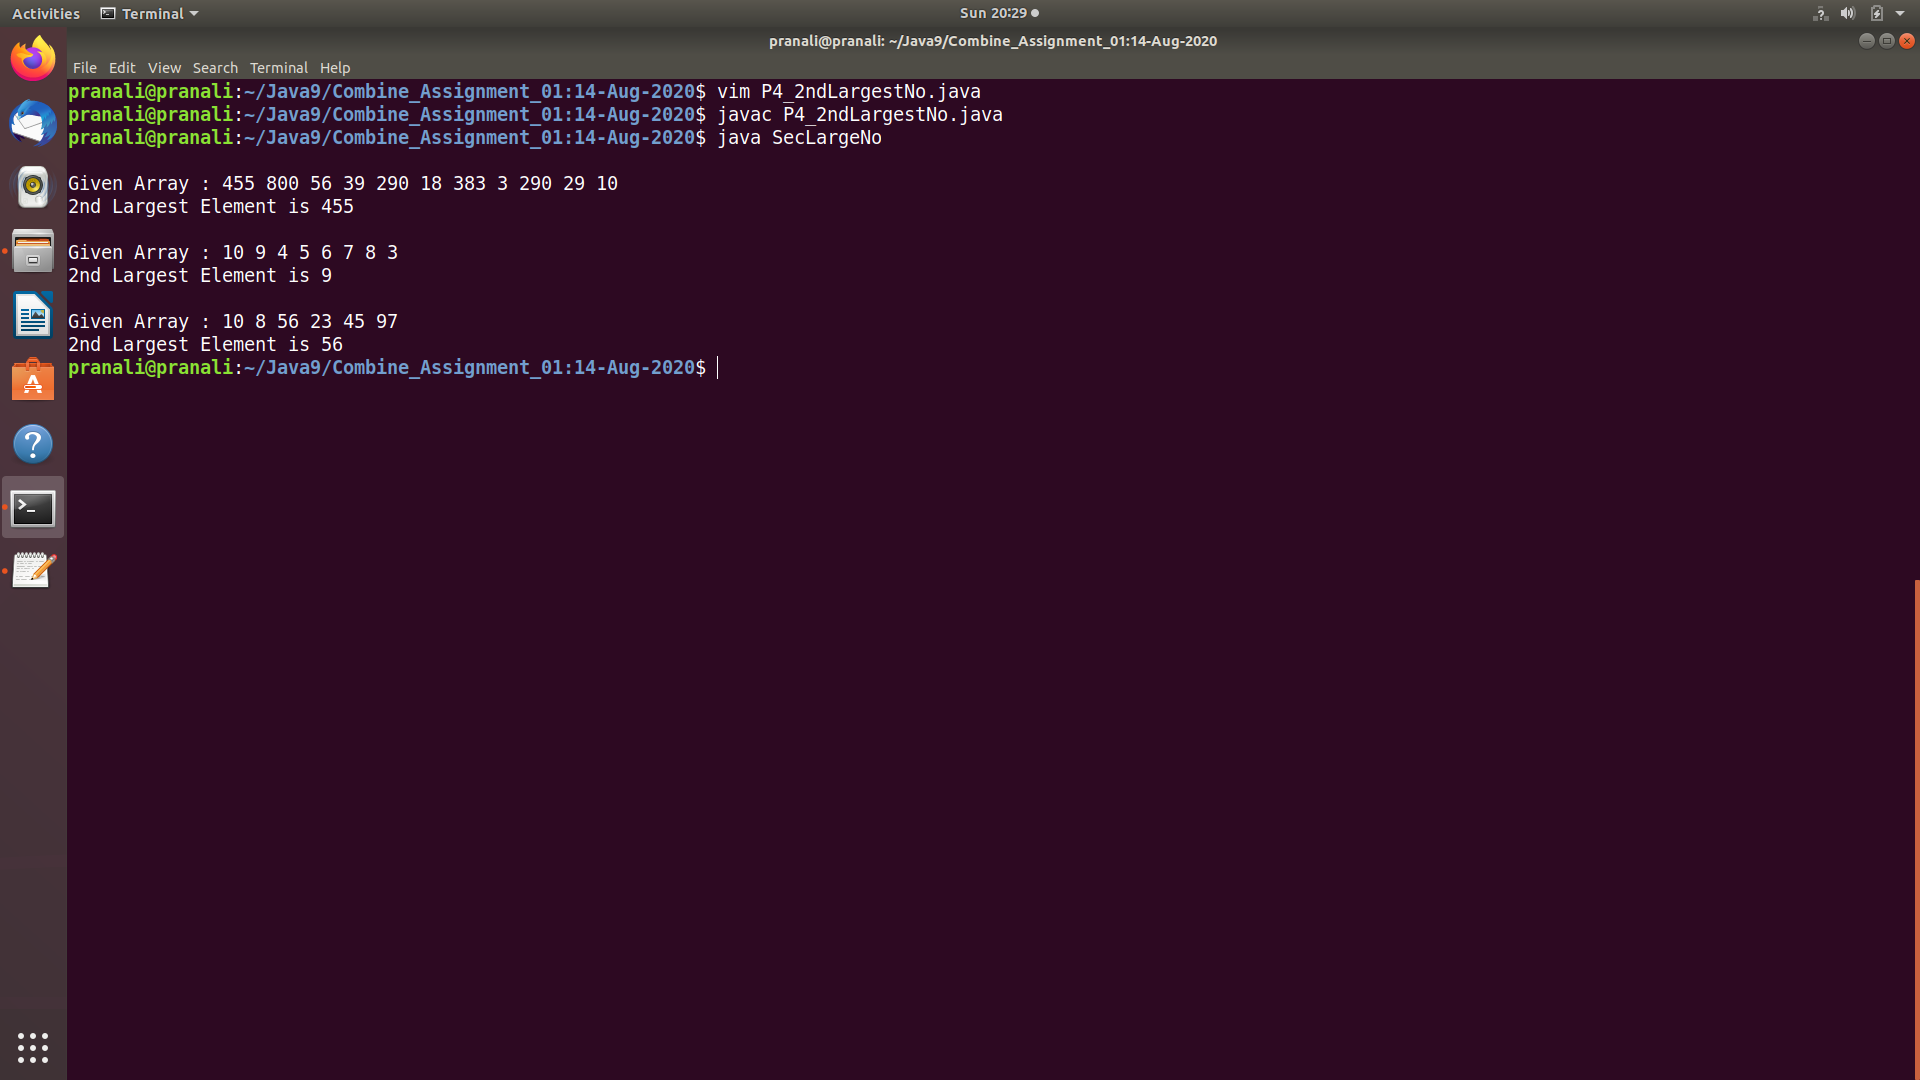 Activities Terminal Sun 20:29
pranali@pranali: ~/Java9/Combine_Assignment_01:14-Aug-2020
File Edit View Search Terminal Help
pranali@pranali:~/Java9/Combine_Assignment_01:14-Aug-2020$ vim P4_2ndLargestNo.java
pranali@pranali:~/Java9/Combine_Assignment_01:14-Aug-2020$ javac P4_2ndLargestNo.java
pranali@pranali:~/Java9/Combine_Assignment_01:14-Aug-2020$ java SecLargeNo
Given Array : 455 800 56 39 290 18 383 3 290 29 10
2nd Largest Element is 455
Given Array : 10 9 4 5 6 7 8 3
2nd Largest Element is 9
Given Array : 10 8 56 23 45 97
2nd Largest Element is 56
pranali@pranali:~/Java9/Combine_Assignment_01:14-Aug-2020$